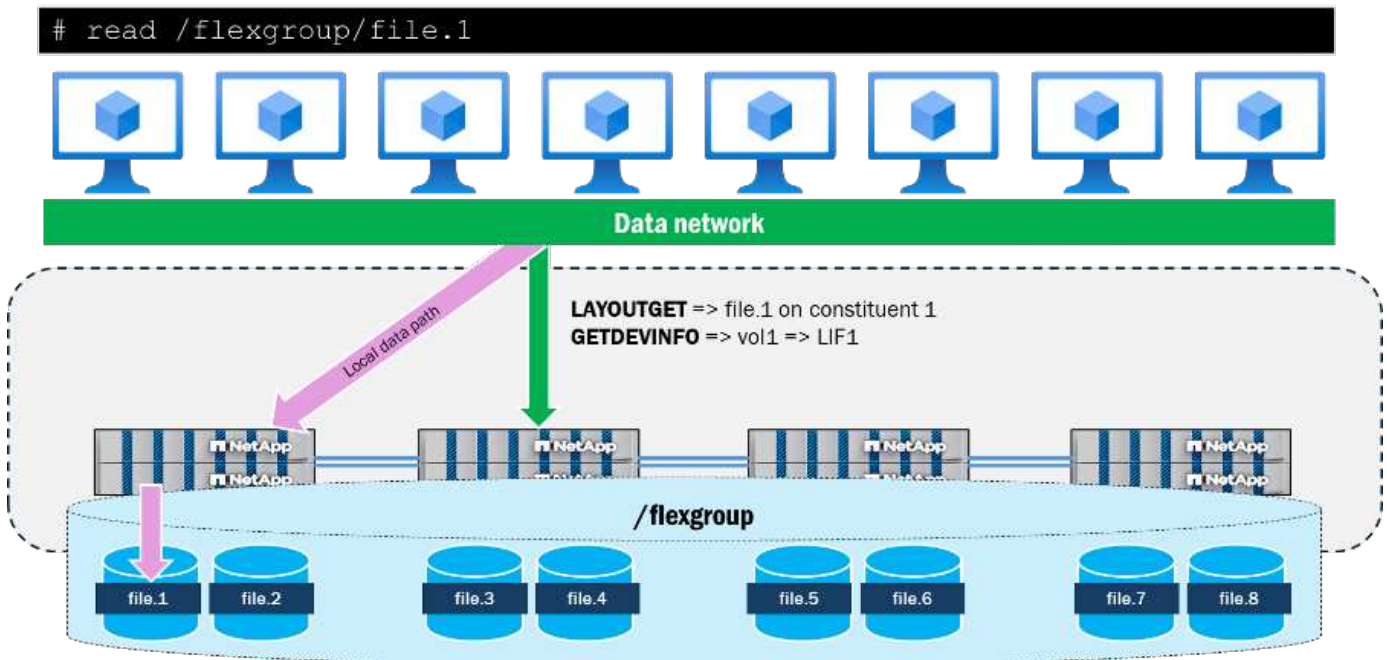 # read /flexgroup/file.1
Data network
Local data path
LAYOUTGET => file.1 on constituent 1
GETDEVINFO => vol1 => LIF1
NetApp
NetApp
NetApp
NetApp
NetApp
NetApp
NetApp
NetApp
/flexgroup
file.1
file.2
file.3
file.4
file.5
file.6
file.7
file.8